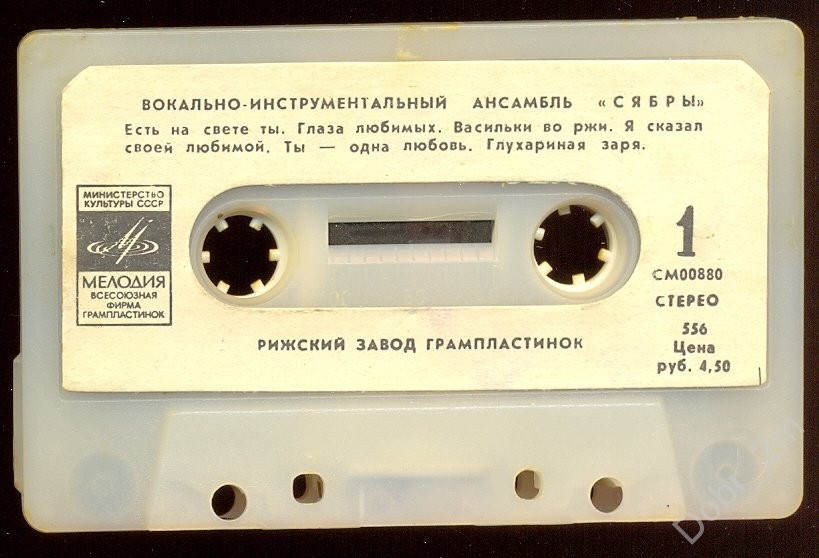 ВОКАЛЬНО-ИНСТРУМЕНТАЛЬНЫЙ АНСАМБЛЬ «СЯБРЫ»
Есть на свете ты. Глаза любимых. Васильки во ржи. Я сказал
своей любимой. Ты — одна любовь. Глухариная заря.
МИНИСТЕРСТВО
КУЛЬТУРЫ СССР
МЕЛОДИЯ
ВСЕСОЮЗНАЯ
ФИРМА
ГРАМПЛАСТИНОК
1
СМ00880
СТЕРЕО
556
Цена
руб. 4,50
РИЖСКИЙ ЗАВОД ГРАМПЛАСТИНОК